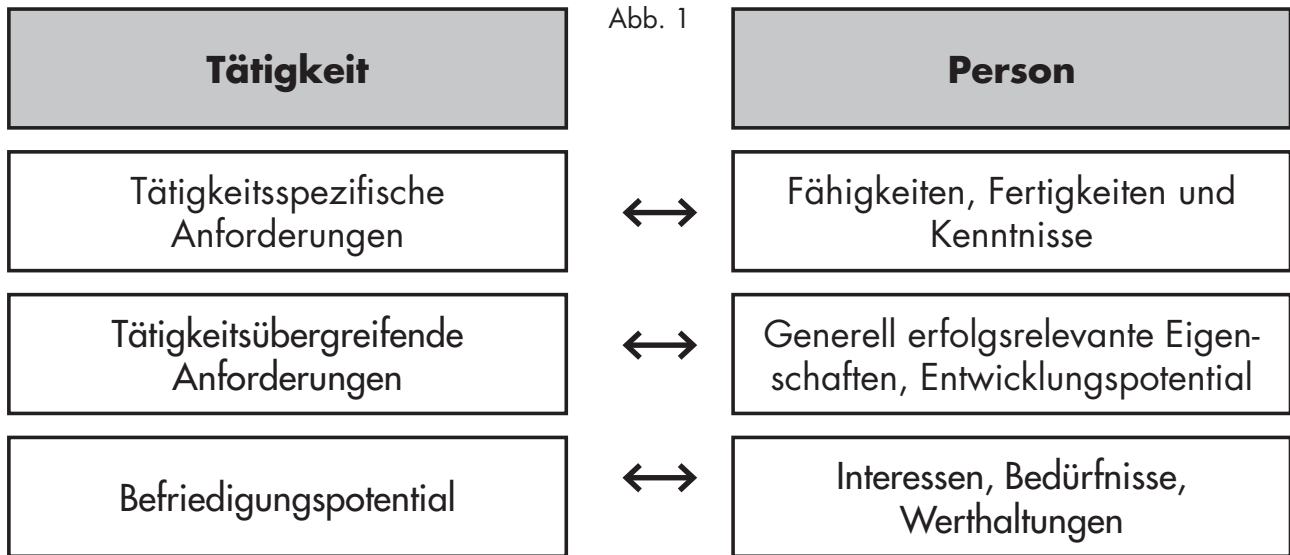 Abb. 1
Tätigkeit
Person
Tätigkeitsspezifische
Anforderungen
Fähigkeiten, Fertigkeiten und
Kenntnisse
Tätigkeitsübergreifende
Anforderungen
Generell erfolgsrelevante Eigen-
schaften, Entwicklungspotential
Befriedigungspotential
Interessen, Bedürfnisse,
Werthaltungen